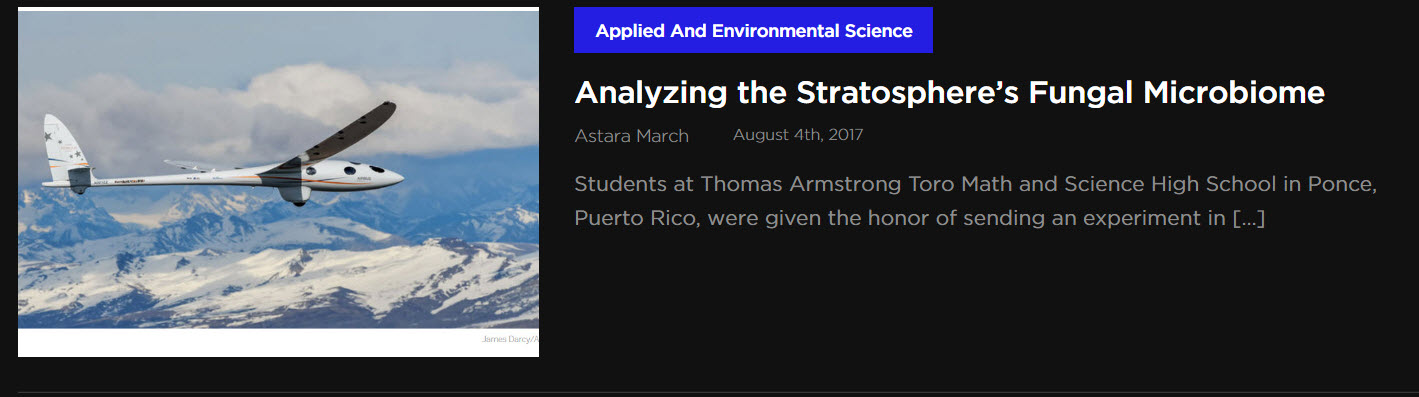 Applied And Environmental Science
Analyzing the Stratosphere's Fungal Microbiome
Astara March August 4th, 2017
Students at Thomas Armstrong Toro Math and Science High School in Ponce,
Puerto Rico, were given the honor of sending an experiment in [...]
James Darcy/A